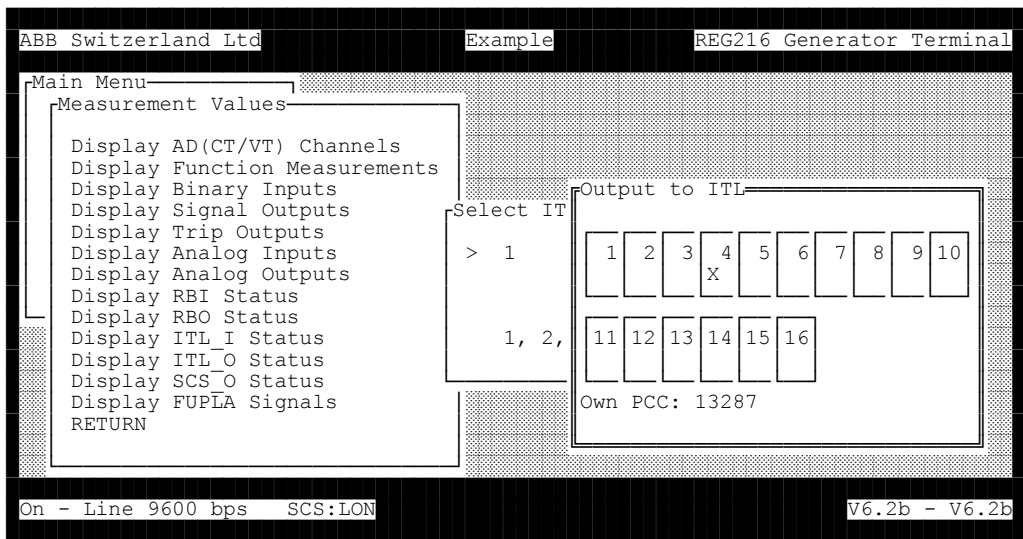 ABB Switzerland Ltd Example REG216 Generator Terminal
Main Menu
Measurement Values
Display AD(CT/VT) Channels
Display Function Measurements
Display Binary Inputs
Display Signal Outputs
Display Trip Outputs
Display Analog Inputs
Display Analog Outputs
Display RBI Status
Display RBO Status
Display ITL_I Status
Display ITL_O Status
Display SCS_O Status
Display FUPLA Signals
RETURN
Select IT
> 1
1, 2,
Output to ITL
1 2 3 4 5 6 7 8 9 10
X
11 12 13 14 15 16
Own PCC: 13287
On - Line 9600 bps SCS:LON V6.2b - V6.2b